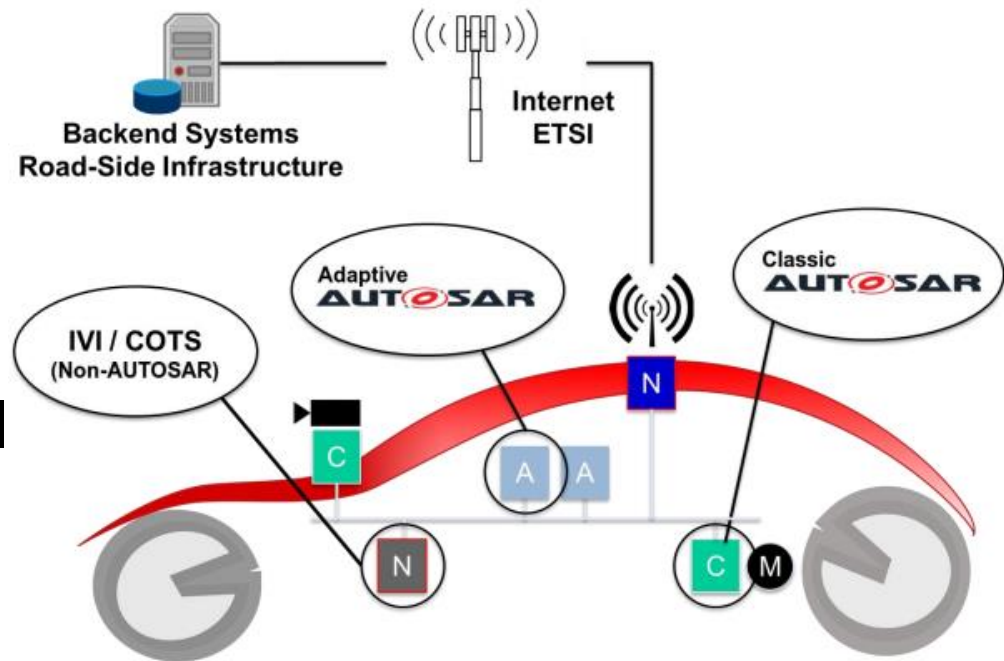 Backend Systems
Road-Side Infrastructure
Internet
ETSI
Adaptive
AUTOSAR
Classic
AUTOSAR
IVI / COTS
(Non-AUTOSAR)
N
C
A
A
N
C
M